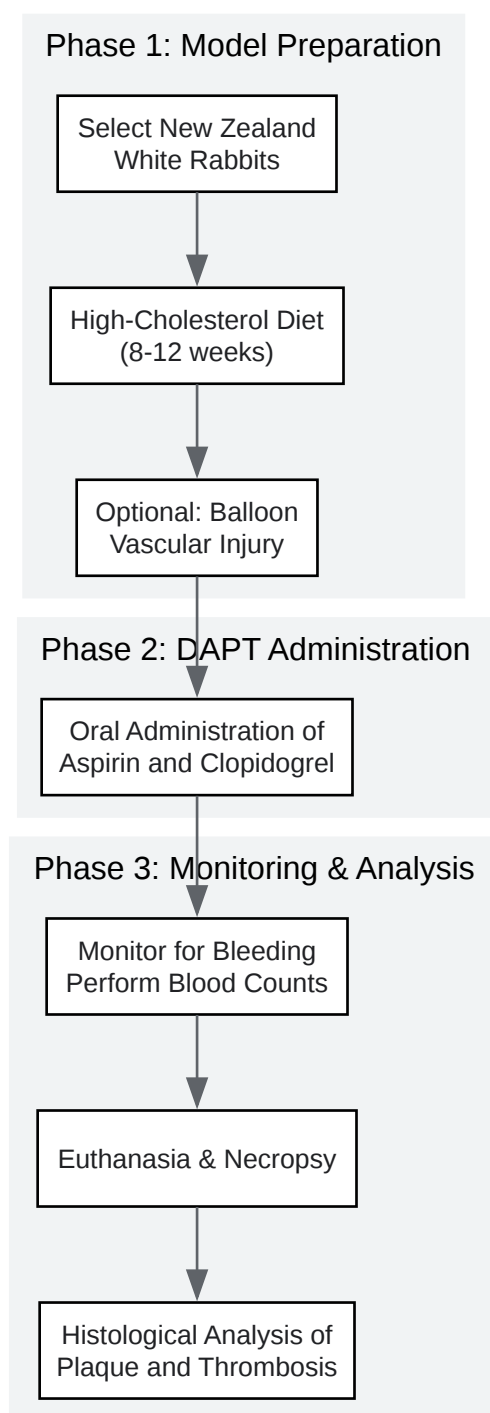 Phase 1: Model Preparation
Select New Zealand
White Rabbits
High-Cholesterol Diet
(8-12 weeks)
Optional: Balloon
Vascular Injury
Phase 2: DAPT Administration
Oral Administration of
Aspirin and Clopidogrel
Phase 3: Monitoring & Analysis
Monitor for Bleeding
Perform Blood Counts
Euthanasia & Necropsy
Histological Analysis of
Plaque and Thrombosis